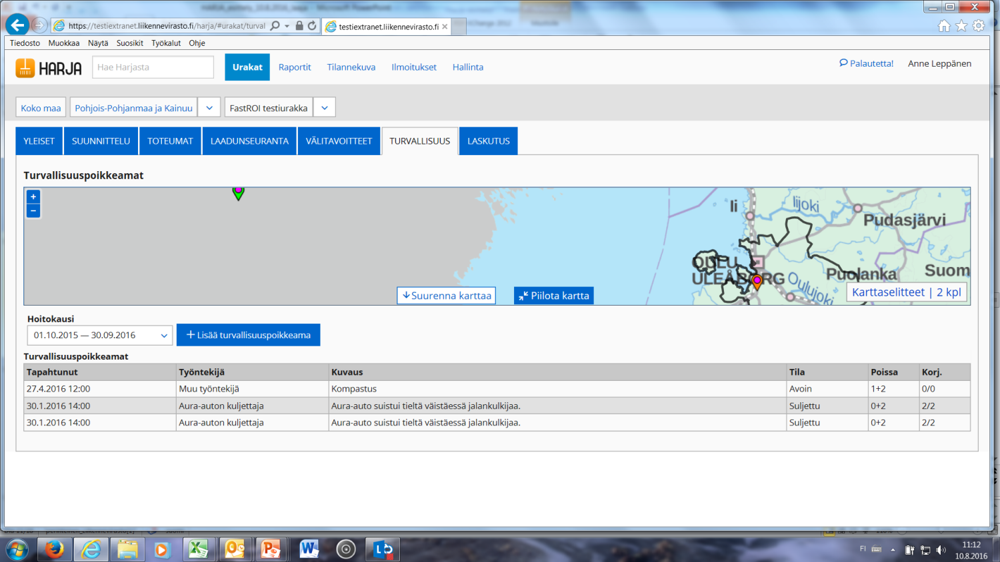 https://testiextranet.liikennevirasto.fi/harja/#urakat/turval
testiextranet.liikennevirasto.fi
Tiedosto Muokkaa Näytä Suosikit Työkalut Ohje
HARJA
Hae Harjasta
Urakat Raportit Tilannekuva Ilmoitukset Hallinta
Palautetta! Anne Leppänen
Koko maa Pohjois-Pohjanmaa ja Kainuu FastROI testiurakka
YLEISET SUUNNITTELU TOTEUMAT LAADUNSEURANTA VÄLITAVOITTEET TURVALLISUUS LASKUTUS
Turvallisuuspoikkeamat
+
−
Ii Iijoki
Pudasjärvi
OULU
ULEÅBORG Oulujoki Puolanka Suom
Suurenna karttaa Piilota kartta Karttaselitteet | 2 kpl
Hoitokausi
01.10.2015 — 30.09.2016 + Lisää turvallisuuspoikkeama
Turvallisuuspoikkeamat
Tapahtunut Työntekijä Kuvaus Tila Poissa Korj.
27.4.2016 12:00 Muu työntekijä Kompastus Avoin 1+2 0/0
30.1.2016 14:00 Aura-auton kuljettaja Aura-auto suistui tieltä väistäessä jalankulkijaa. Suljettu 0+2 2/2
30.1.2016 14:00 Aura-auton kuljettaja Aura-auto suistui tieltä väistäessä jalankulkijaa. Suljettu 0+2 2/2
FI
11:12
10.8.2016